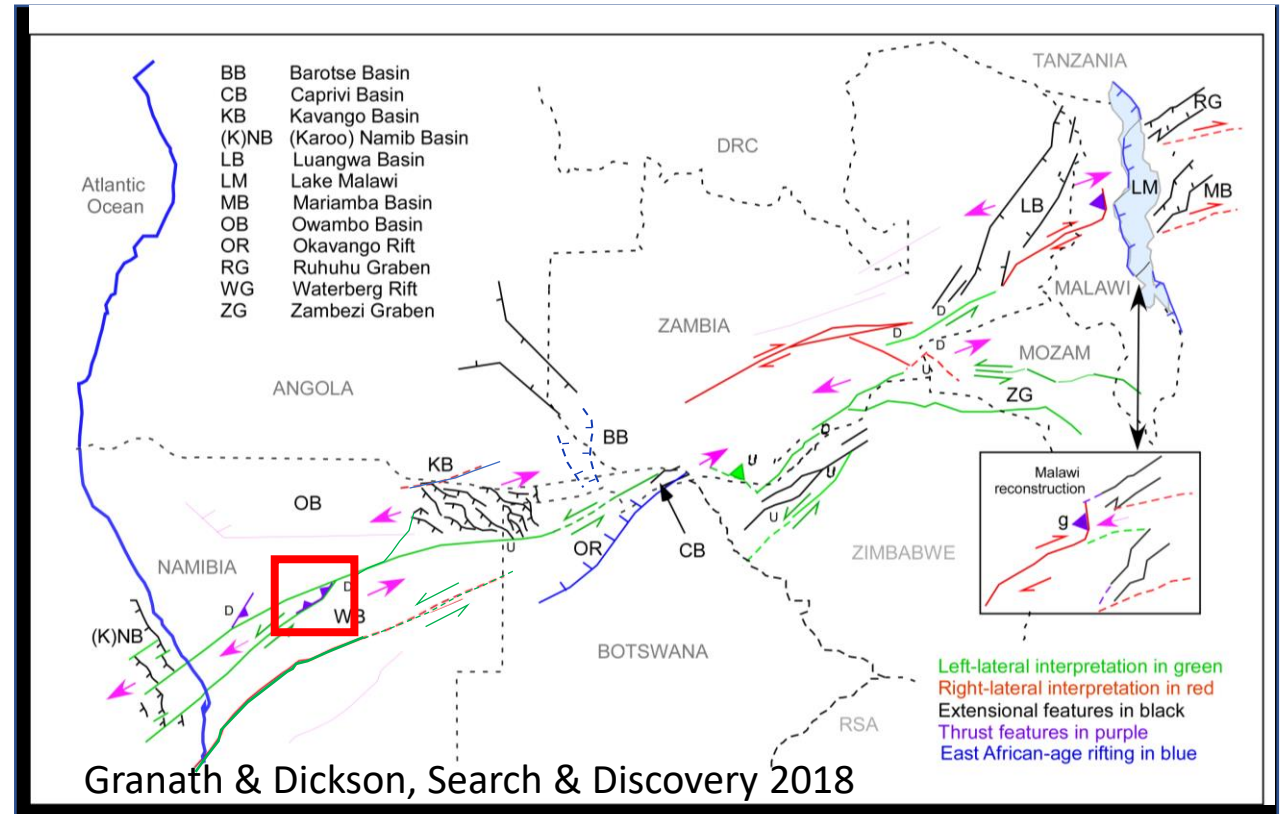 BB Barotse Basin
CB Caprivi Basin
KB Kavango Basin
(K)NB (Karoo) Namib Basin
LB Luangwa Basin
LM Lake Malawi
MB Mariamba Basin
OB Owambo Basin
OR Okavango Rift
RG Ruhuhu Graben
WG Waterberg Rift
ZG Zambezi Graben
Atlantic
Ocean
TANZANIA
RG
DRC
LB
LM
MB
MALAWI
ZAMBIA
D
D
D
U
MOZAM
ZG
ANGOLA
BB
D
U
U
U
KB
OB
U
OR
CB
ZIMBABWE
NAMIBIA
D
D
WB
(K)NB
BOTSWANA
RSA
Malawi
reconstruction
g
Left-lateral interpretation in green
Right-lateral interpretation in red
Extensional features in black
Thrust features in purple
East African-age rifting in blue
Granath & Dickson, Search & Discovery 2018